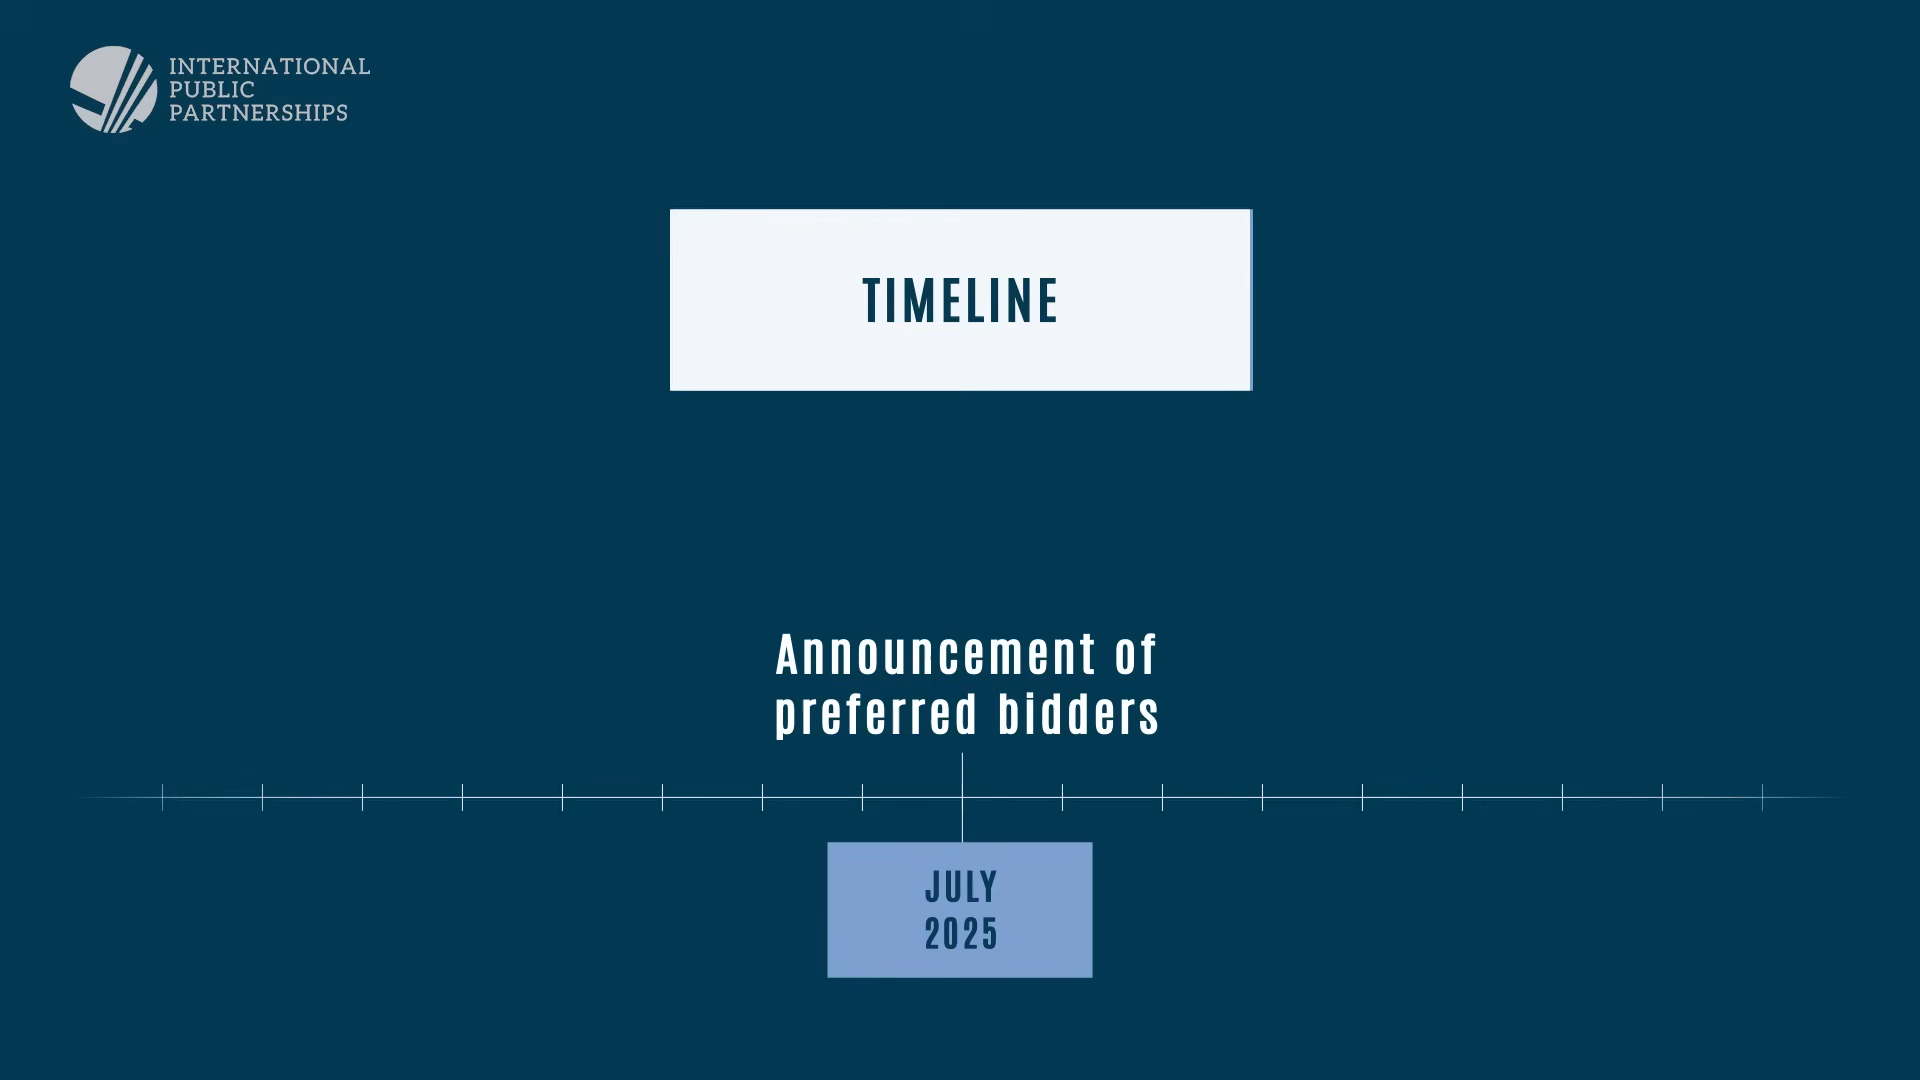 INTERNATIONAL
PUBLIC
PARTNERSHIPS
TIMELINE
Announcement of
preferred bidders
JULY
2025